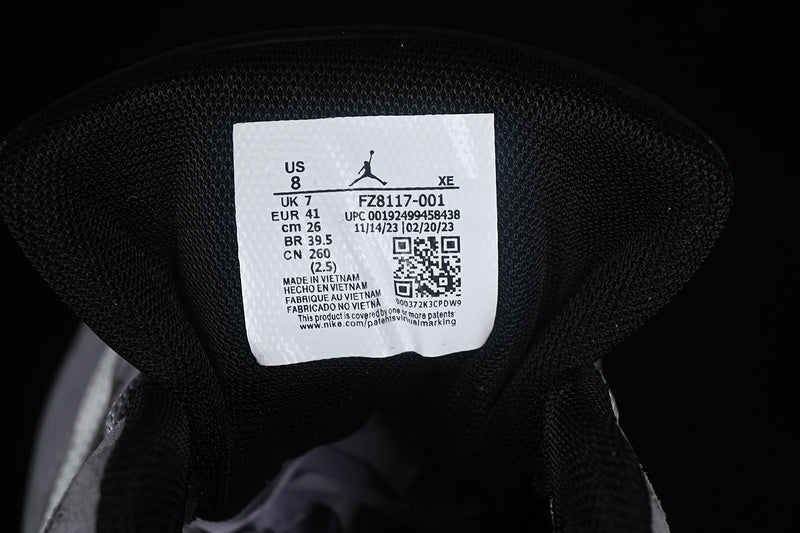 US
8
XE
UK 7
FZ8117-001
EUR 41
UPC 00192499458438
cm 26
11/14/23 | 02/20/23
BR 39.5
CN 260
(2.5)
MADE IN VIETNAM
HECHO EN VIETNAM
FABRIQUE AU VIETNAM
FABRICADO NO VIETNÃ
000372K3CPDW9
This product is covered by one or more patents
www.nike.com/patentsvirtualmarking